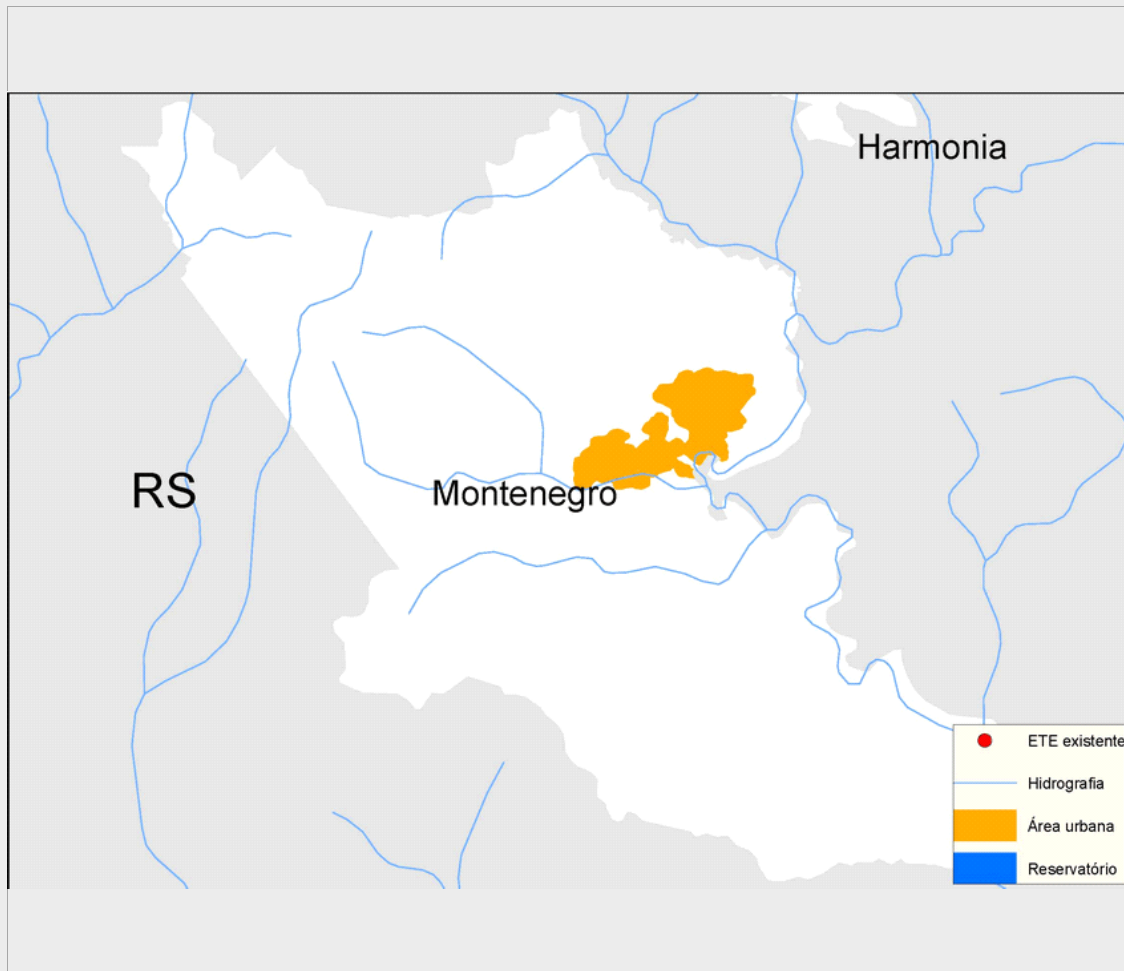 Harmonia
RS
Montenegro
ETE existente
Hidrografia
Área urbana
Reservatório